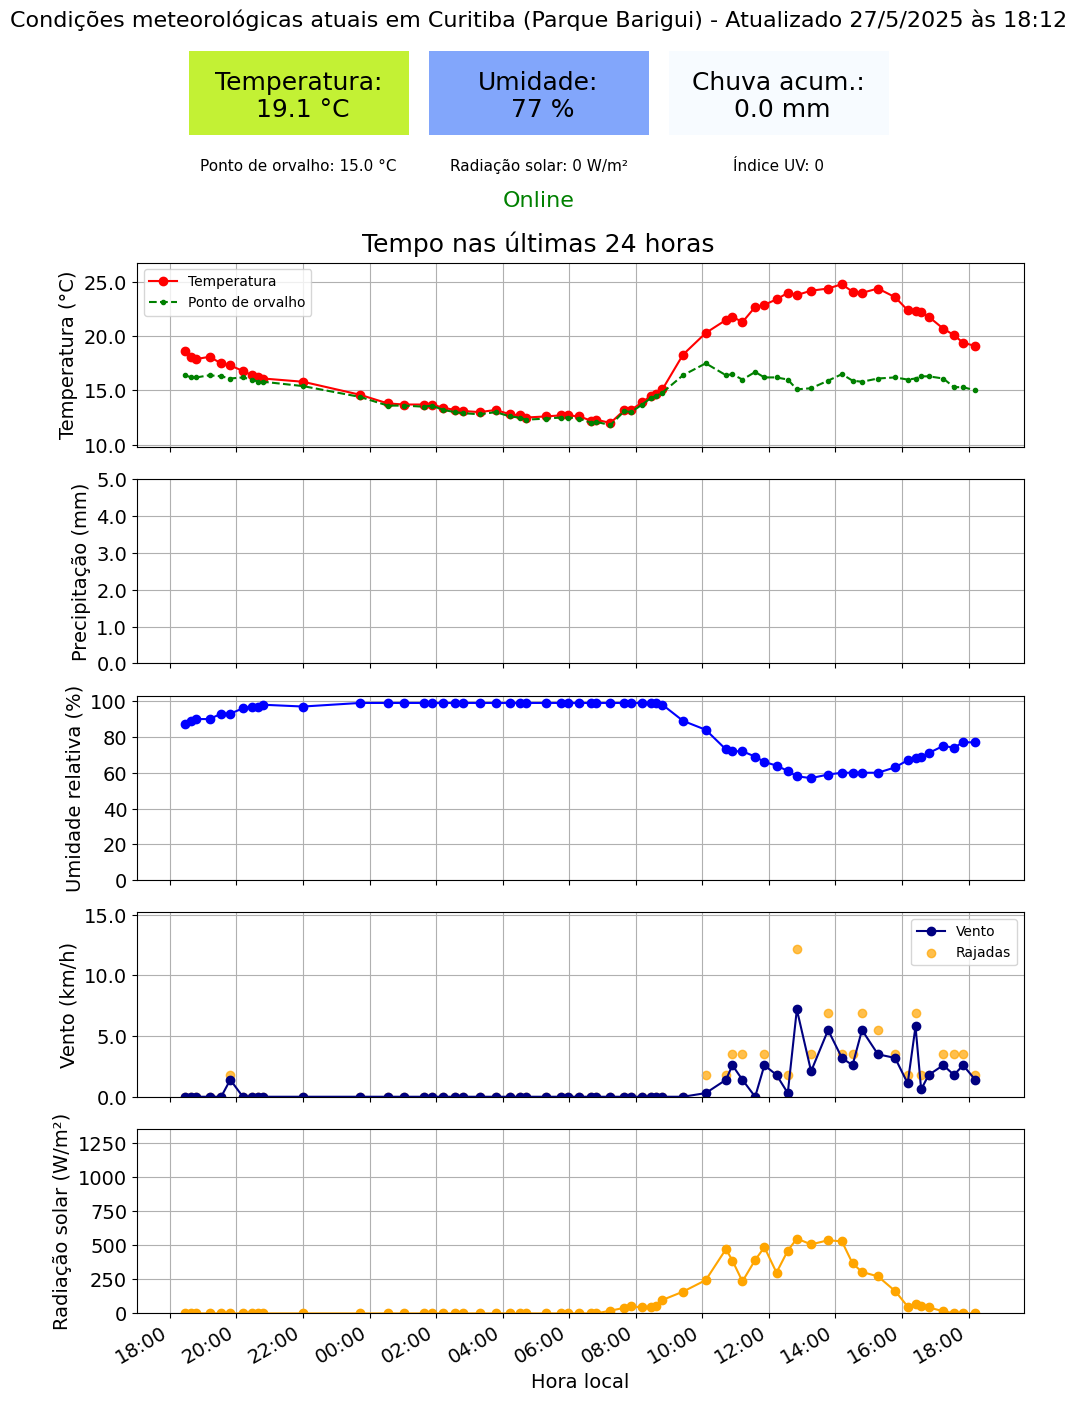 Condições meteorológicas atuais em Curitiba (Parque Barigui) - Atualizado 27/5/2025 às 18:12
Temperatura:
19.1 °C
Umidade:
77 %
Chuva acum.:
0.0 mm
Ponto de orvalho: 15.0 °C
Radiação solar: 0 W/m²
Índice UV: 0
Online
Tempo nas últimas 24 horas
Temperatura (°C)
25.0
20.0
15.0
10.0
Temperatura
Ponto de orvalho
Precipitação (mm)
5.0
4.0
3.0
2.0
1.0
0.0
Umidade relativa (%)
100
80
60
40
20
0
Vento (km/h)
15.0
10.0
5.0
0.0
Vento
Rajadas
Radiação solar (W/m²)
1250
1000
750
500
250
0
18:00
20:00
22:00
00:00
02:00
04:00
06:00
08:00
10:00
12:00
14:00
16:00
18:00
Hora local